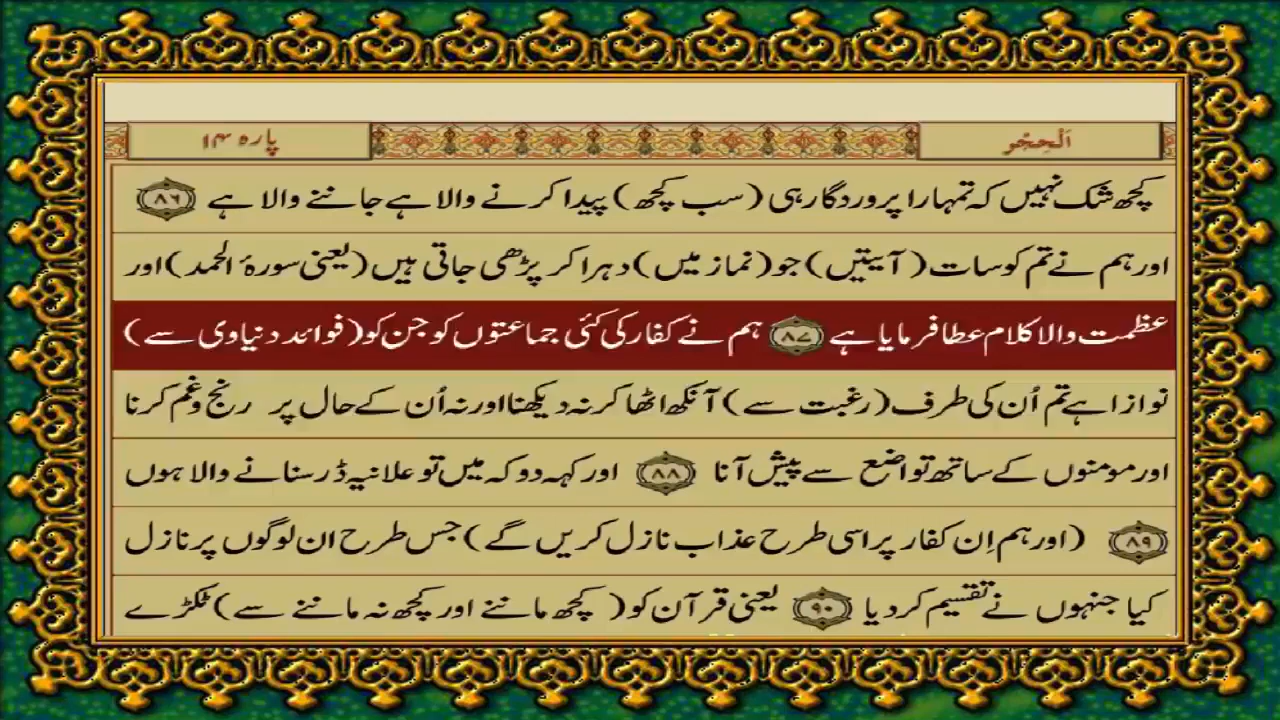 اَلْحِجْر پارہ ۱۴
کچھ شک نہیں کہ تمہارا پروردگار ہی (سب کچھ) پیدا کرنے والا ہے جاننے والا ہے ۸۶
اور ہم نے تم کو سات (آیتیں) جو (نماز میں) دہرا کر پڑھی جاتی ہیں (یعنی سورۂ الحمد) اور
عظمت والا کلام عطا فرمایا ہے ۸۷ ہم نے کفار کی کئی جماعتوں کو جن کو (فوائد دنیاوی سے)
نوازا ہے تم اُن کی طرف (رغبت سے) آنکھ اٹھا کر نہ دیکھنا اور نہ اُن کے حال پر رنج و غم کرنا
اور مومنوں کے ساتھ تواضع سے پیش آنا ۸۸ اور کہہ دو کہ میں تو علانیہ ڈر سنانے والا ہوں
۸۹ (اور ہم اِن کفار پر اسی طرح عذاب نازل کریں گے) جس طرح ان لوگوں پر نازل
کیا جنہوں نے تقسیم کر دیا ۹۰ یعنی قرآن کو (کچھ ماننے اور کچھ نہ ماننے سے) ٹکڑے